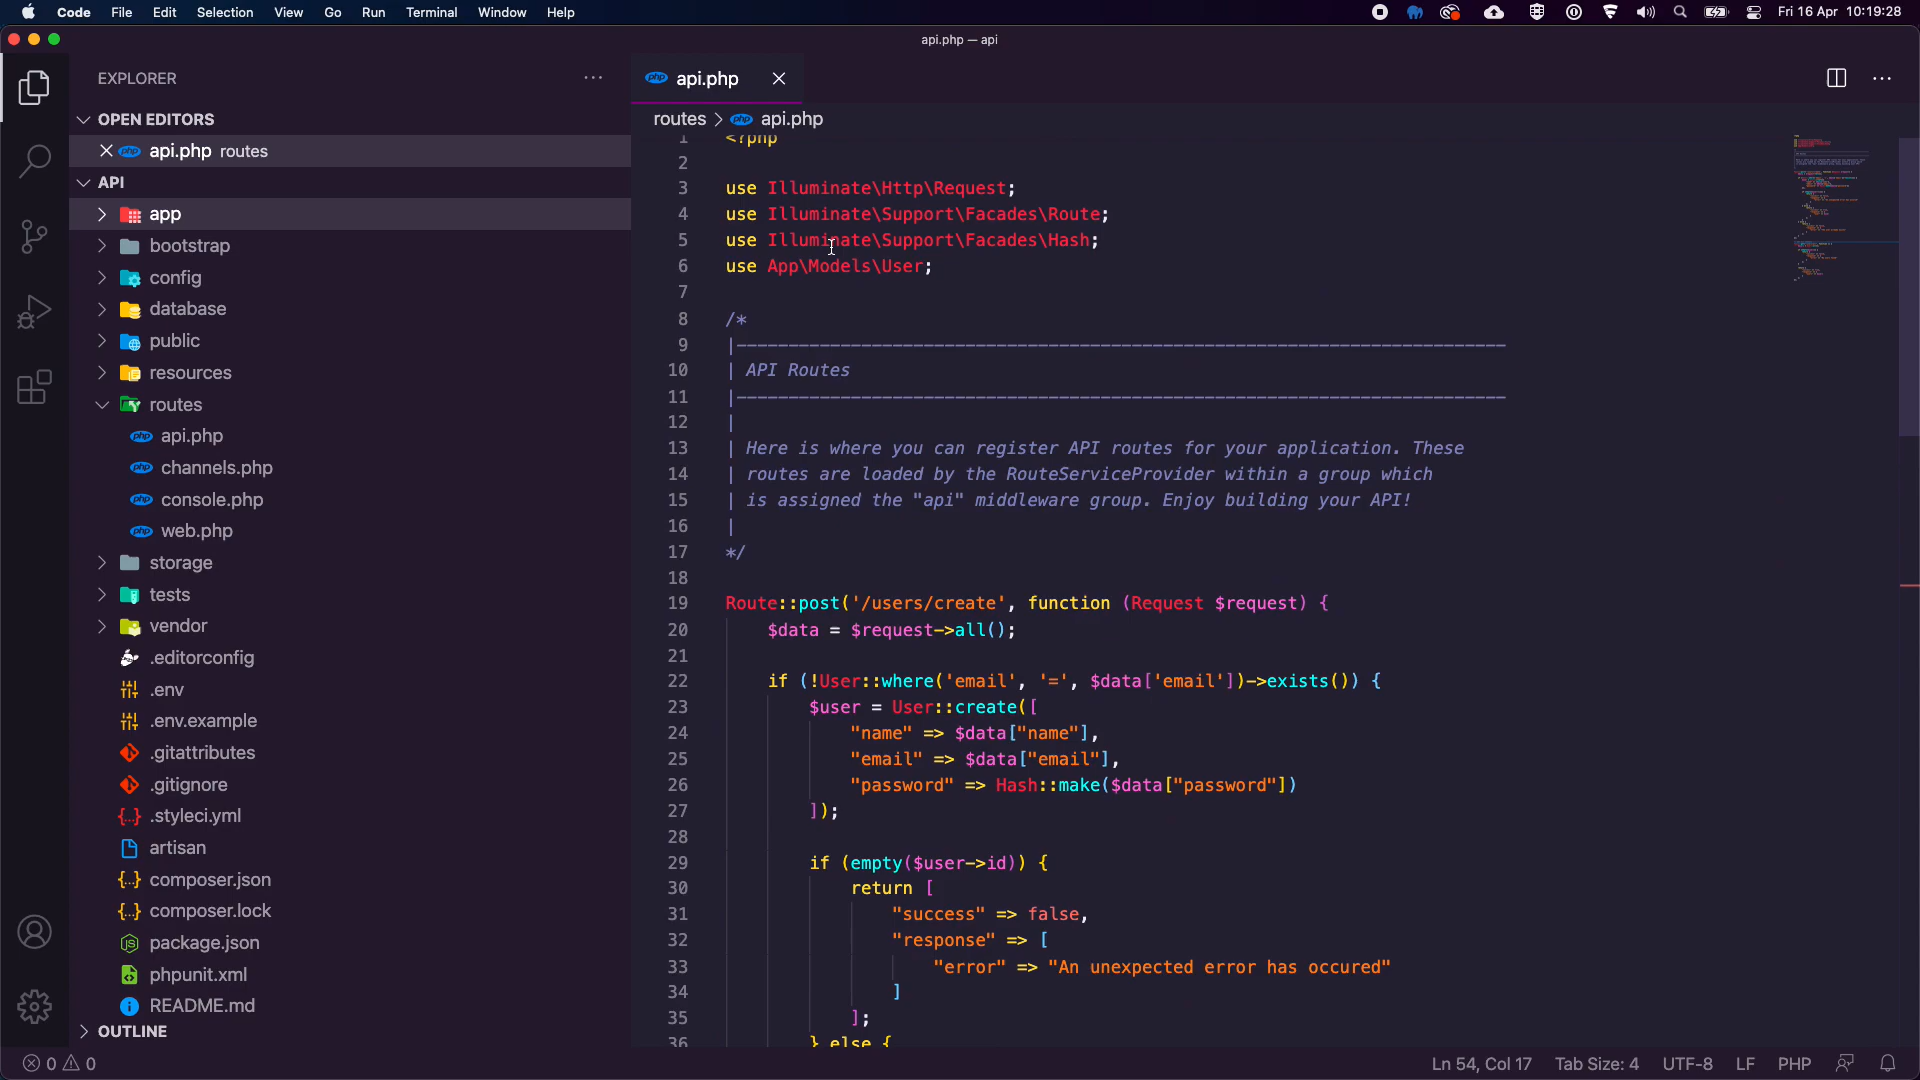 Code File Edit Selection View Go Run Terminal Window Help Fri 16 Apr 10:19:28
api.php — api
EXPLORER
OPEN EDITORS
api.php routes
API
app
bootstrap
config
database
public
resources
routes
php api.php
php channels.php
php console.php
php web.php
storage
tests
vendor
.editorconfig
.env
.env.example
.gitattributes
.gitignore
.styleci.yml
artisan
composer.json
composer.lock
package.json
phpunit.xml
README.md
OUTLINE
php api.php
routes > php api.php
1 <?php
2
3 use Illuminate\Http\Request;
4 use Illuminate\Support\Facades\Route;
5 use Illuminate\Support\Facades\Hash;
6 use App\Models\User;
7
8 /*
9 |--------------------------------------------------------------------------
10 | API Routes
11 |--------------------------------------------------------------------------
12 |
13 | Here is where you can register API routes for your application. These
14 | routes are loaded by the RouteServiceProvider within a group which
15 | is assigned the "api" middleware group. Enjoy building your API!
16 |
17 */
18
19 Route::post('/users/create', function (Request $request) {
20 $data = $request->all();
21
22 if (!User::where('email', '=', $data['email'])->exists()) {
23 $user = User::create([
24 "name" => $data["name"],
25 "email" => $data["email"],
26 "password" => Hash::make($data["password"])
27 ]);
28
29 if (empty($user->id)) {
30 return [
31 "success" => false,
32 "response" => [
33 "error" => "An unexpected error has occured"
34 ]
35 ];
36 } else {
0 0 Ln 54, Col 17 Tab Size: 4 UTF-8 LF PHP